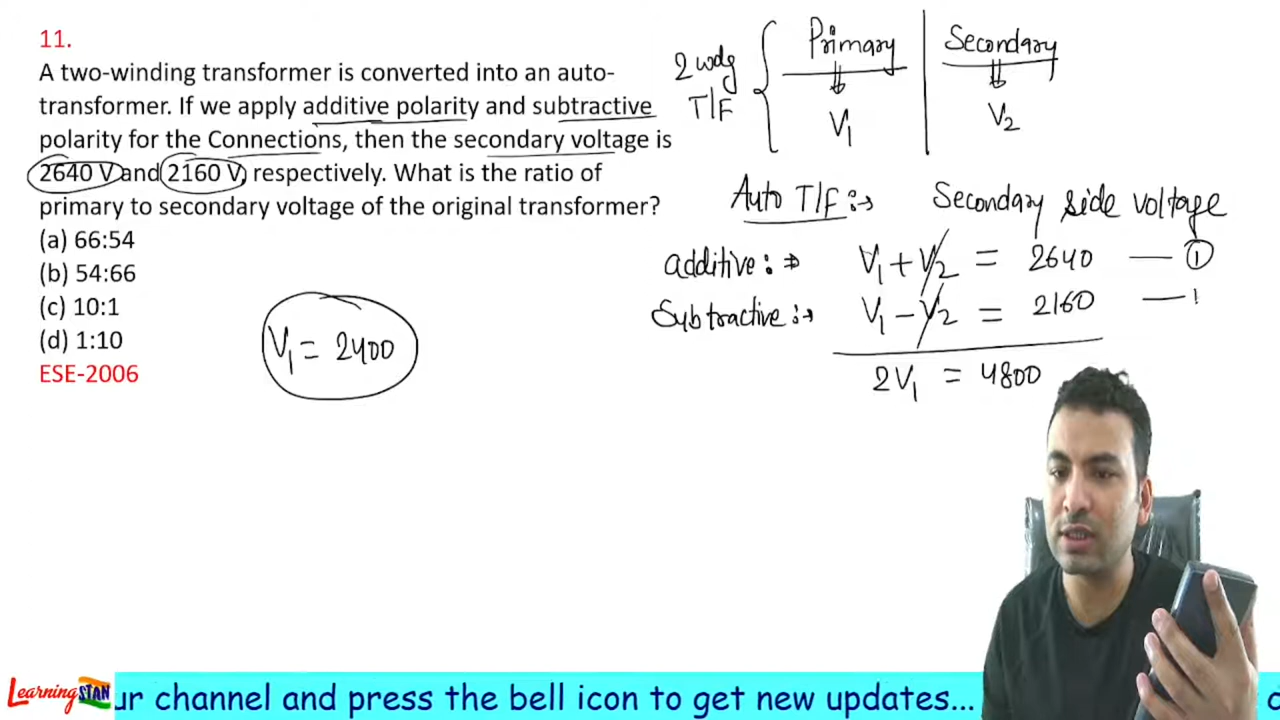 11.
A two-winding transformer is converted into an auto-
transformer. If we apply additive polarity and subtractive
polarity for the Connections, then the secondary voltage is
2640 V and 2160 V, respectively. What is the ratio of
primary to secondary voltage of the original transformer?
(a) 66:54
(b) 54:66
(c) 10:1
(d) 1:10
ESE-2006
V₁ = 2400
2 wdg T/F { Primary Secondary
V₁ V₂
Auto T/F :→ Secondary side voltage
additive :⇒ V₁ + V₂ = 2640 — ①
Subtractive :→ V₁ − V₂ = 2160 — 1
2V₁ = 4800
LearningSTAN
ur channel and press the bell icon to get new updates...